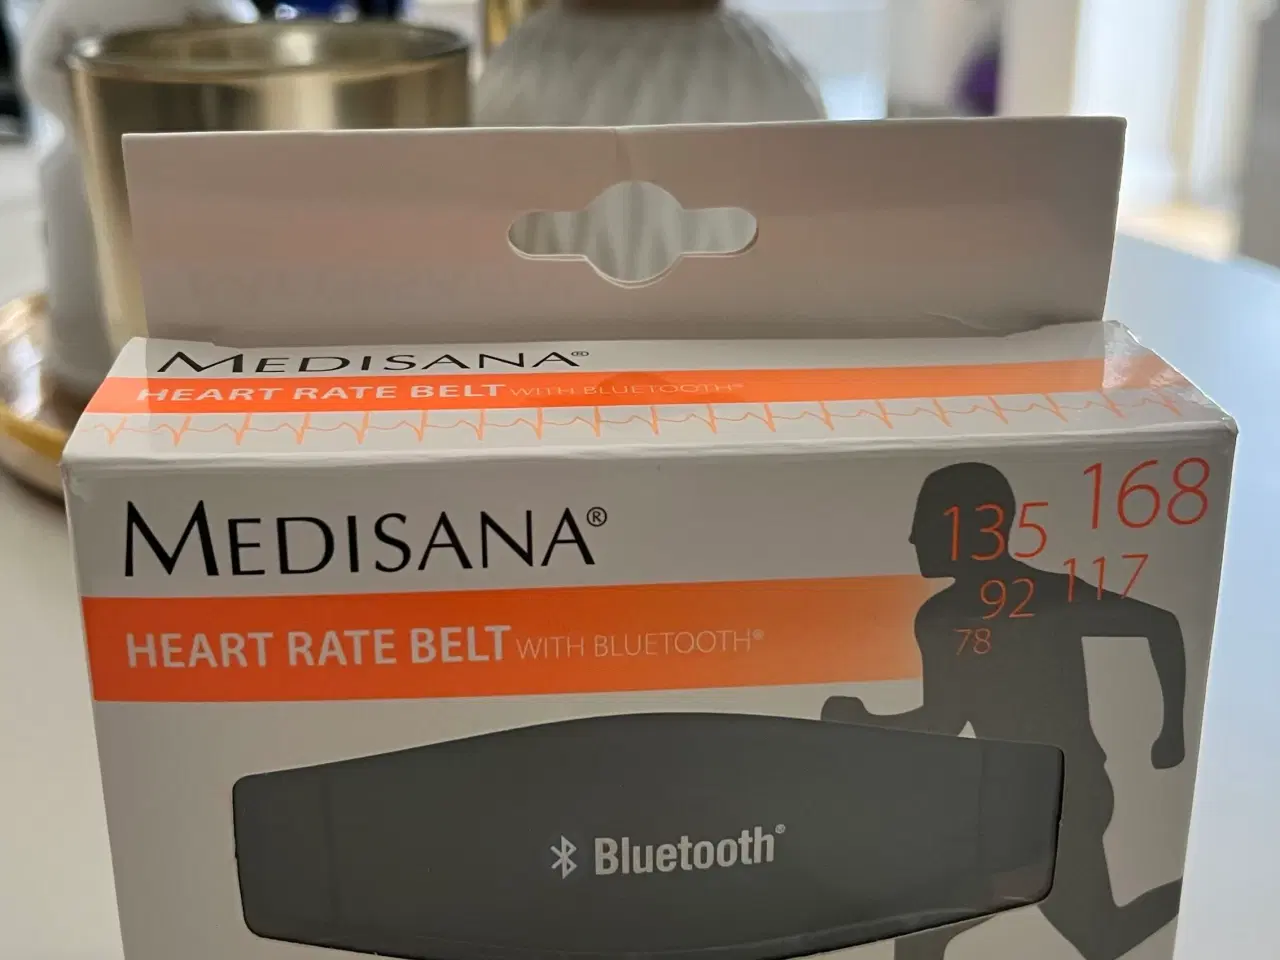 MEDISANA®
HEART RATE BELT WITH BLUETOOTH®
MEDISANA®
HEART RATE BELT WITH BLUETOOTH®
135 168
92 117
78
Bluetooth®